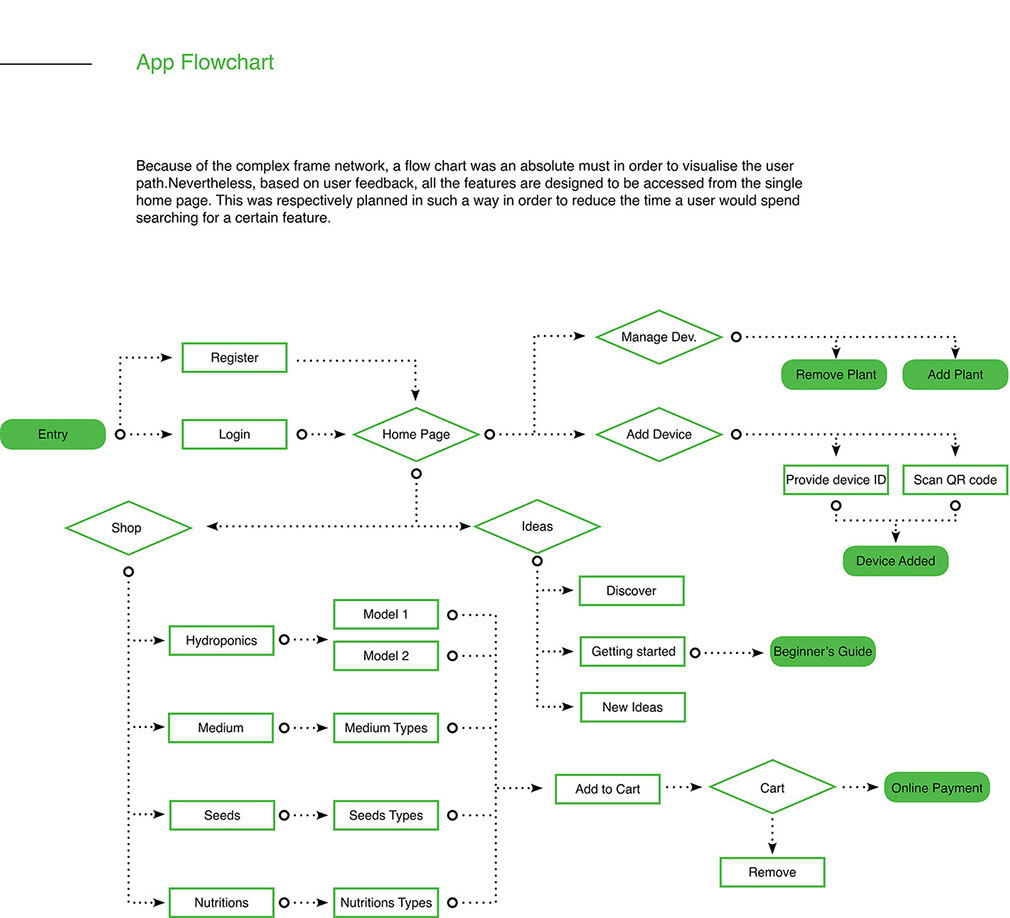 App Flowchart
Because of the complex frame network, a flow chart was an absolute must in order to visualise the user
path.Nevertheless, based on user feedback, all the features are designed to be accessed from the single
home page. This was respectively planned in such a way in order to reduce the time a user would spend
searching for a certain feature.
Manage Dev.
Register
Remove Plant
Add Plant
Entry
Login
Home Page
Add Device
Provide device ID
Scan QR code
Shop
Ideas
Device Added
Discover
Model 1
Hydroponics
Model 2
Getting started
Beginner's Guide
New Ideas
Medium
Medium Types
Add to Cart
Cart
Online Payment
Seeds
Seeds Types
Remove
Nutritions
Nutritions Types